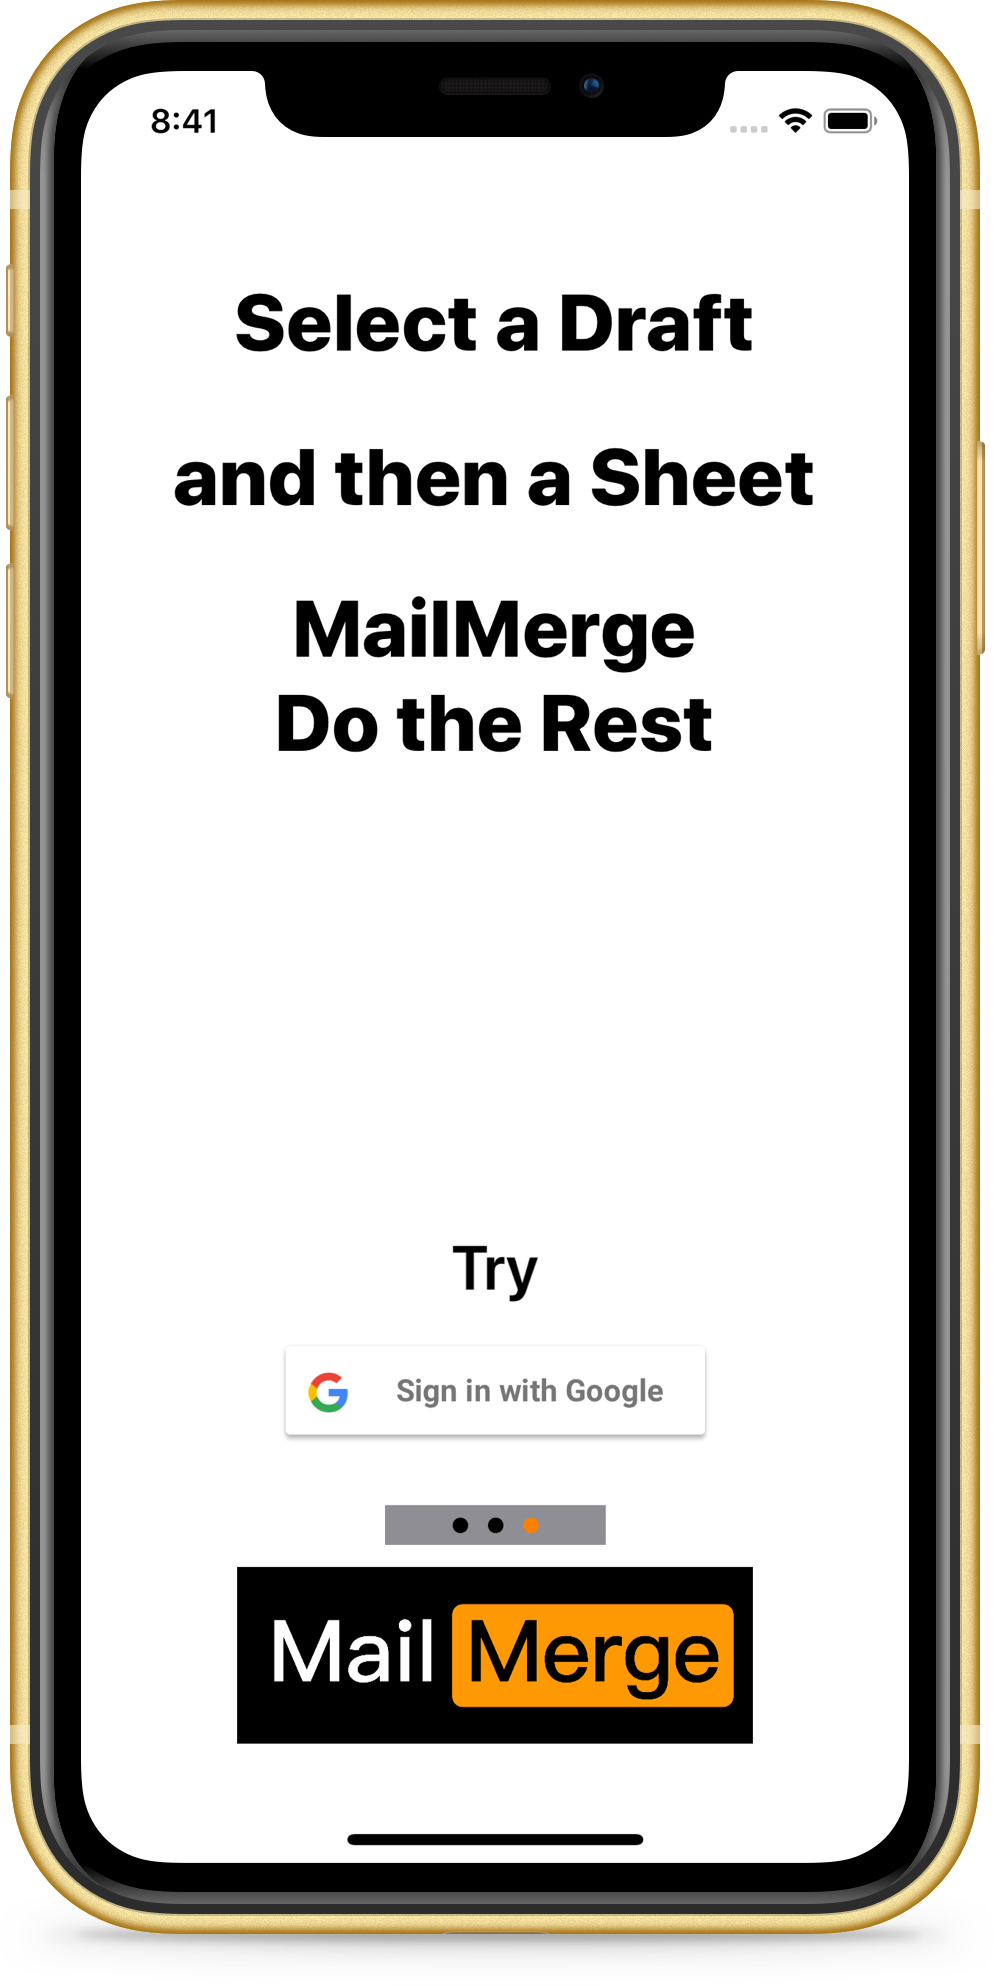 8:41
Select a Draft
and then a Sheet
MailMerge
Do the Rest
Try
Sign in with Google
Mail Merge